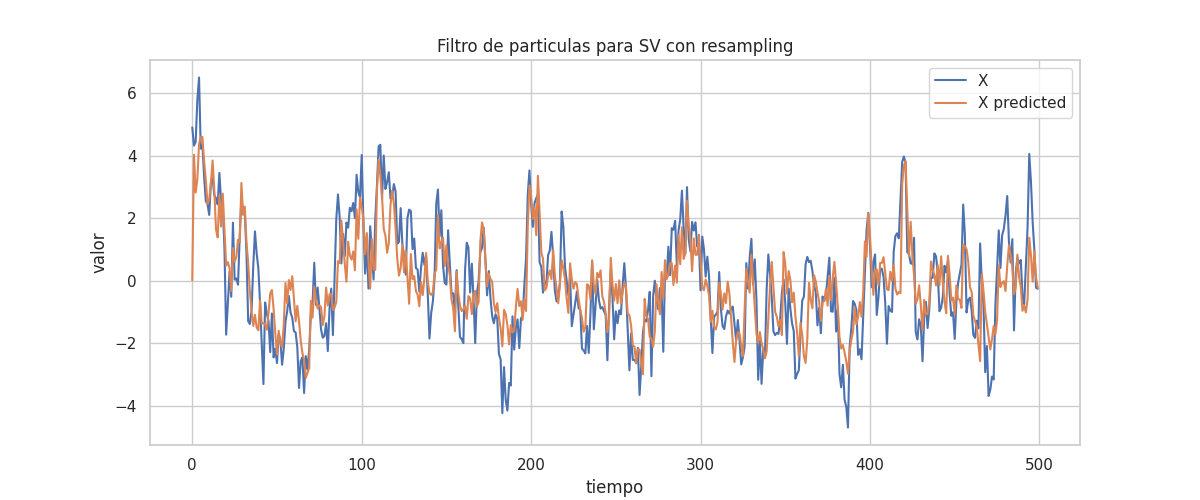 Filtro de particulas para SV con resampling
X
X predicted
valor
6
4
2
0
−2
−4
0
100
200
300
400
500
tiempo